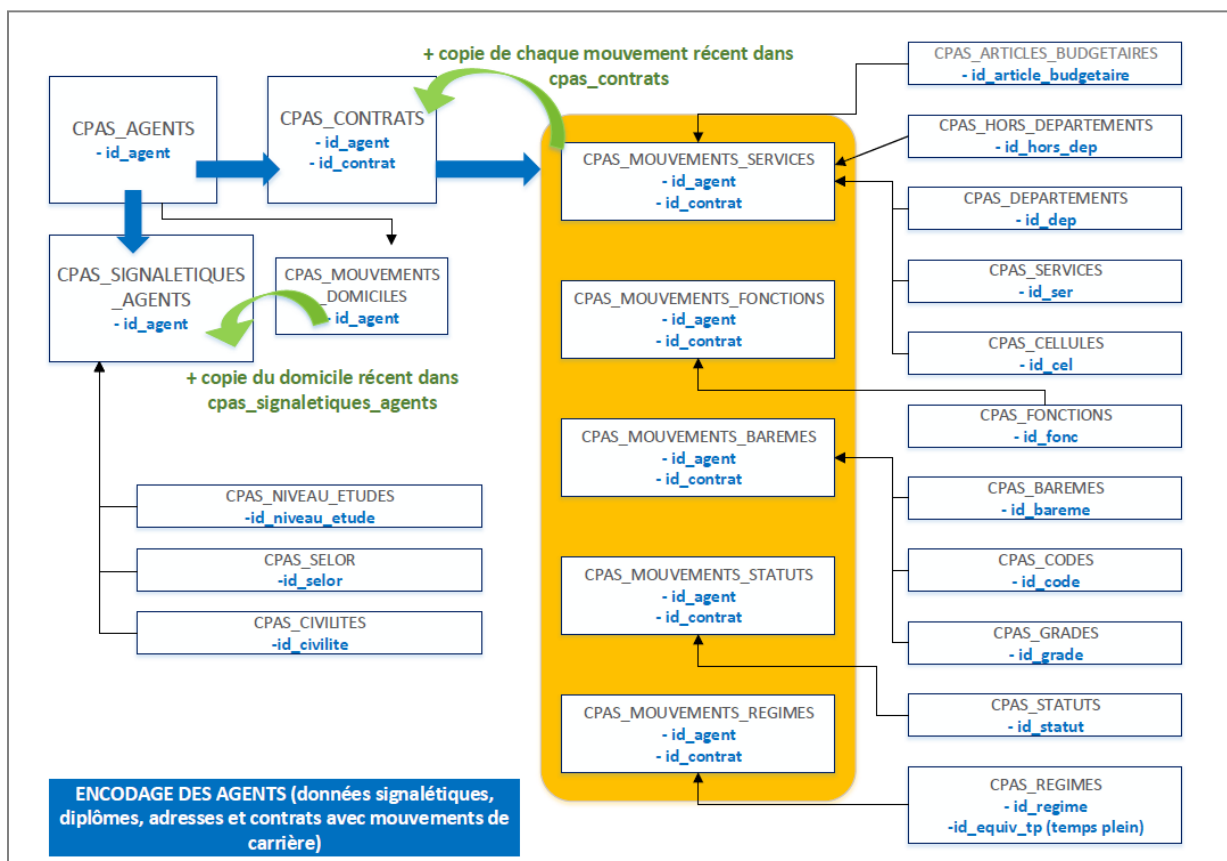 + copie de chaque mouvement récent dans
cpas_contrats
CPAS_AGENTS
- id_agent
CPAS_CONTRATS
- id_agent
- id_contrat
CPAS_SIGNALETIQUES
_AGENTS
- id_agent
CPAS_MOUVEMENTS
_DOMICILES
- id_agent
+ copie du domicile récent dans
cpas_signaletiques_agents
CPAS_NIVEAU_ETUDES
-id_niveau_etude
CPAS_SELOR
-id_selor
CPAS_CIVILITES
-id_civilite
ENCODAGE DES AGENTS (données signalétiques,
diplômes, adresses et contrats avec mouvements de
carrière)
CPAS_MOUVEMENTS_SERVICES
- id_agent
- id_contrat
CPAS_MOUVEMENTS_FONCTIONS
- id_agent
- id_contrat
CPAS_MOUVEMENTS_BAREMES
- id_agent
- id_contrat
CPAS_MOUVEMENTS_STATUTS
- id_agent
- id_contrat
CPAS_MOUVEMENTS_REGIMES
- id_agent
- id_contrat
CPAS_ARTICLES_BUDGETAIRES
- id_article_budgetaire
CPAS_HORS_DEPARTEMENTS
- id_hors_dep
CPAS_DEPARTEMENTS
- id_dep
CPAS_SERVICES
- id_ser
CPAS_CELLULES
- id_cel
CPAS_FONCTIONS
- id_fonc
CPAS_BAREMES
- id_bareme
CPAS_CODES
- id_code
CPAS_GRADES
- id_grade
CPAS_STATUTS
- id_statut
CPAS_REGIMES
- id_regime
-id_equiv_tp (temps plein)